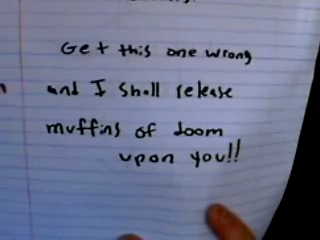 Get this one wrong
and I shall release
muffins of doom
upon you!!